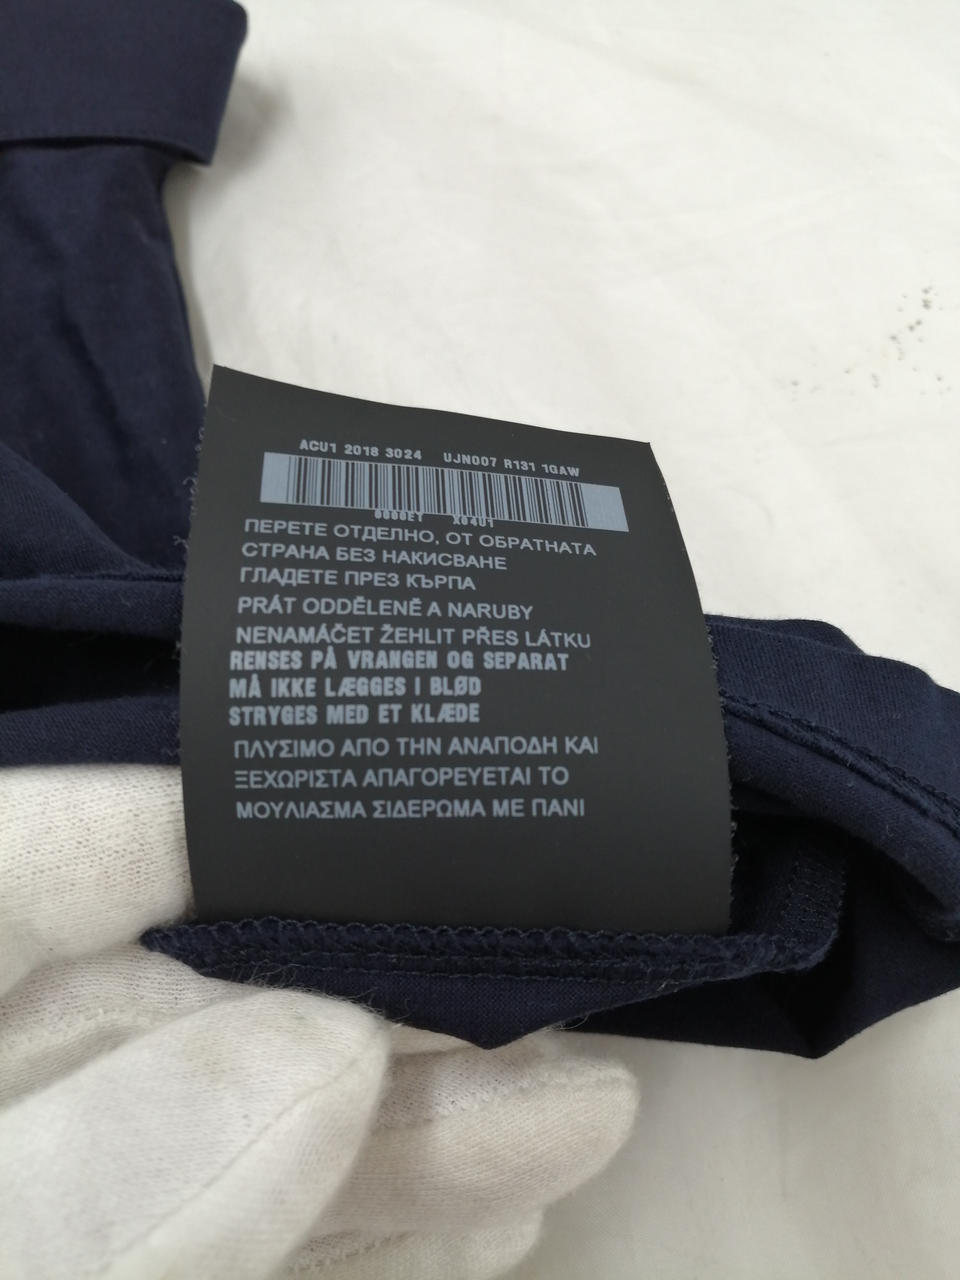 ACU1 2018 3024 UJN007 R131 1GAW
X04U1
ПЕРЕТЕ ОТДЕЛНО, ОТ ОБРАТНАТА
СТРАНА БЕЗ НАКИСВАНЕ
ГЛАДЕТЕ ПРЕЗ КЪРПА
PRÁT ODDĚLENĚ A NARUBY
NENAMÁČET ŽEHLIT PŘES LÁTKU
RENSES PÅ VRANGEN OG SEPARAT
MÅ IKKE LÆGGES I BLØD
STRYGES MED ET KLÆDE
ΠΛΥΣΙΜΟ ΑΠΟ ΤΗΝ ΑΝΑΠΟΔΗ ΚΑΙ
ΞΕΧΩΡΙΣΤΑ ΑΠΑΓΟΡΕΥΕΤΑΙ ΤΟ
ΜΟΥΛΙΑΣΜΑ ΣΙΔΕΡΩΜΑ ΜΕ ΠΑΝΙ